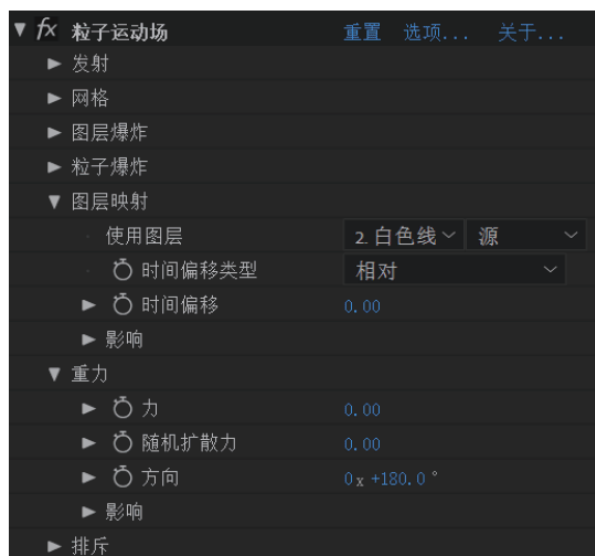 fx 粒子运动场 重置 选项... 关于...
发射
网格
图层爆炸
粒子爆炸
图层映射
使用图层 2. 白色线 源
时间偏移类型 相对
时间偏移 0.00
影响
重力
力 0.00
随机扩散力 0.00
方向 0x +180.0°
影响
排斥